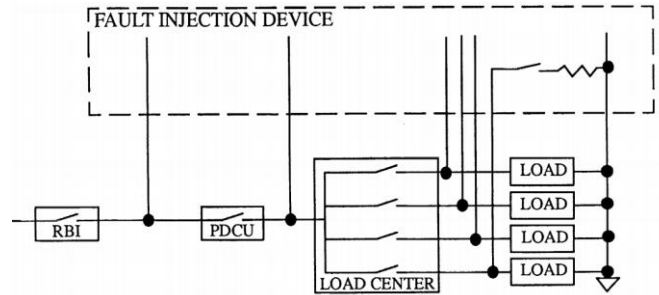 FAULT INJECTION DEVICE
LOAD
LOAD
RBI
PDCU
LOAD
LOAD
LOAD CENTER